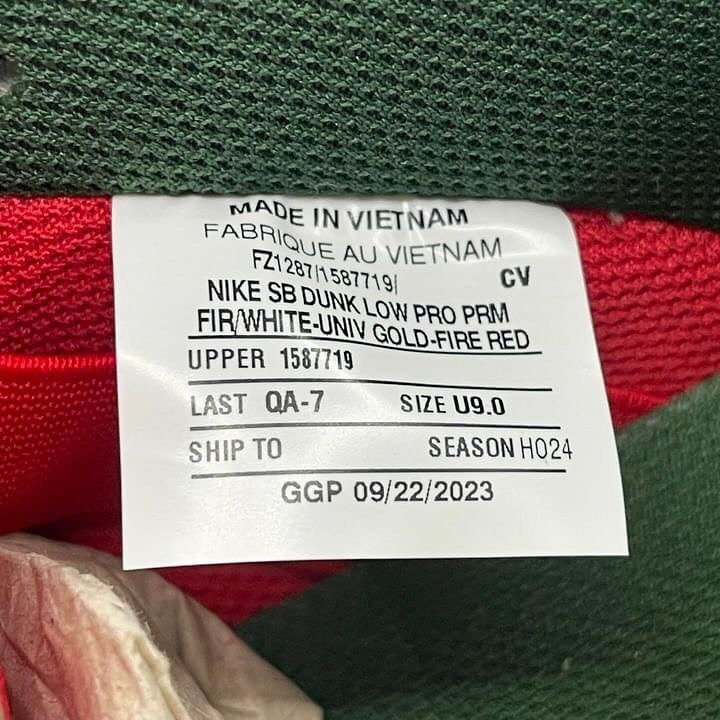 MADE IN VIETNAM
FABRIQUE AU VIETNAM
FZ1287/1587719/ CV
NIKE SB DUNK LOW PRO PRM
FIR/WHITE-UNIV GOLD-FIRE RED
UPPER 1587719
LAST QA-7 SIZE U9.0
SHIP TO SEASON HO24
GGP 09/22/2023